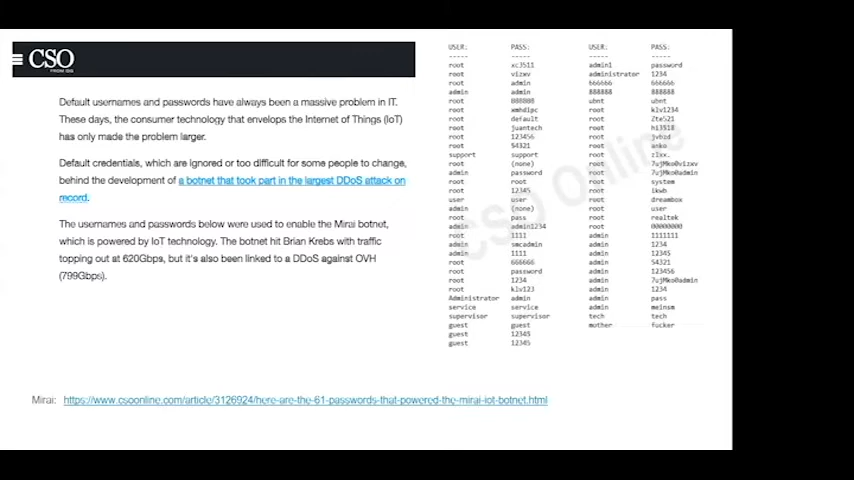 CSO
FROM IDG
Default usernames and passwords have always been a massive problem in IT.
These days, the consumer technology that envelops the Internet of Things (IoT)
has only made the problem larger.
Default credentials, which are ignored or too difficult for some people to change,
behind the development of a botnet that took part in the largest DDoS attack on
record.
The usernames and passwords below were used to enable the Mirai botnet,
which is powered by IoT technology. The botnet hit Brian Krebs with traffic
topping out at 620Gbps, but it's also been linked to a DDoS against OVH
(799Gbps).
USER: PASS:
----- -----
root xc3511
root vizxv
root admin
admin admin
root 888888
root xmhdipc
root default
root juantech
root 123456
root 54321
support support
root (none)
admin password
root root
root 12345
user user
admin (none)
root pass
admin admin1234
root 1111
admin smcadmin
admin 1111
root 666666
root password
root 1234
root klv123
Administrator admin
service service
supervisor supervisor
guest guest
guest 12345
guest 12345
USER: PASS:
----- -----
admin1 password
administrator 1234
666666 666666
888888 888888
ubnt ubnt
root klv1234
root Zte521
root hi3518
root jvbzd
root anko
root zlxx.
root 7ujMko0vizxv
root 7ujMko0admin
root system
root ikwb
root dreambox
root user
root realtek
root 00000000
admin 1111111
admin 1234
admin 12345
admin 54321
admin 123456
admin 7ujMko0admin
admin 1234
admin pass
admin meinsm
tech tech
mother fucker
CSO Online
Mirai: https://www.csoonline.com/article/3126924/here-are-the-61-passwords-that-powered-the-mirai-iot-botnet.html